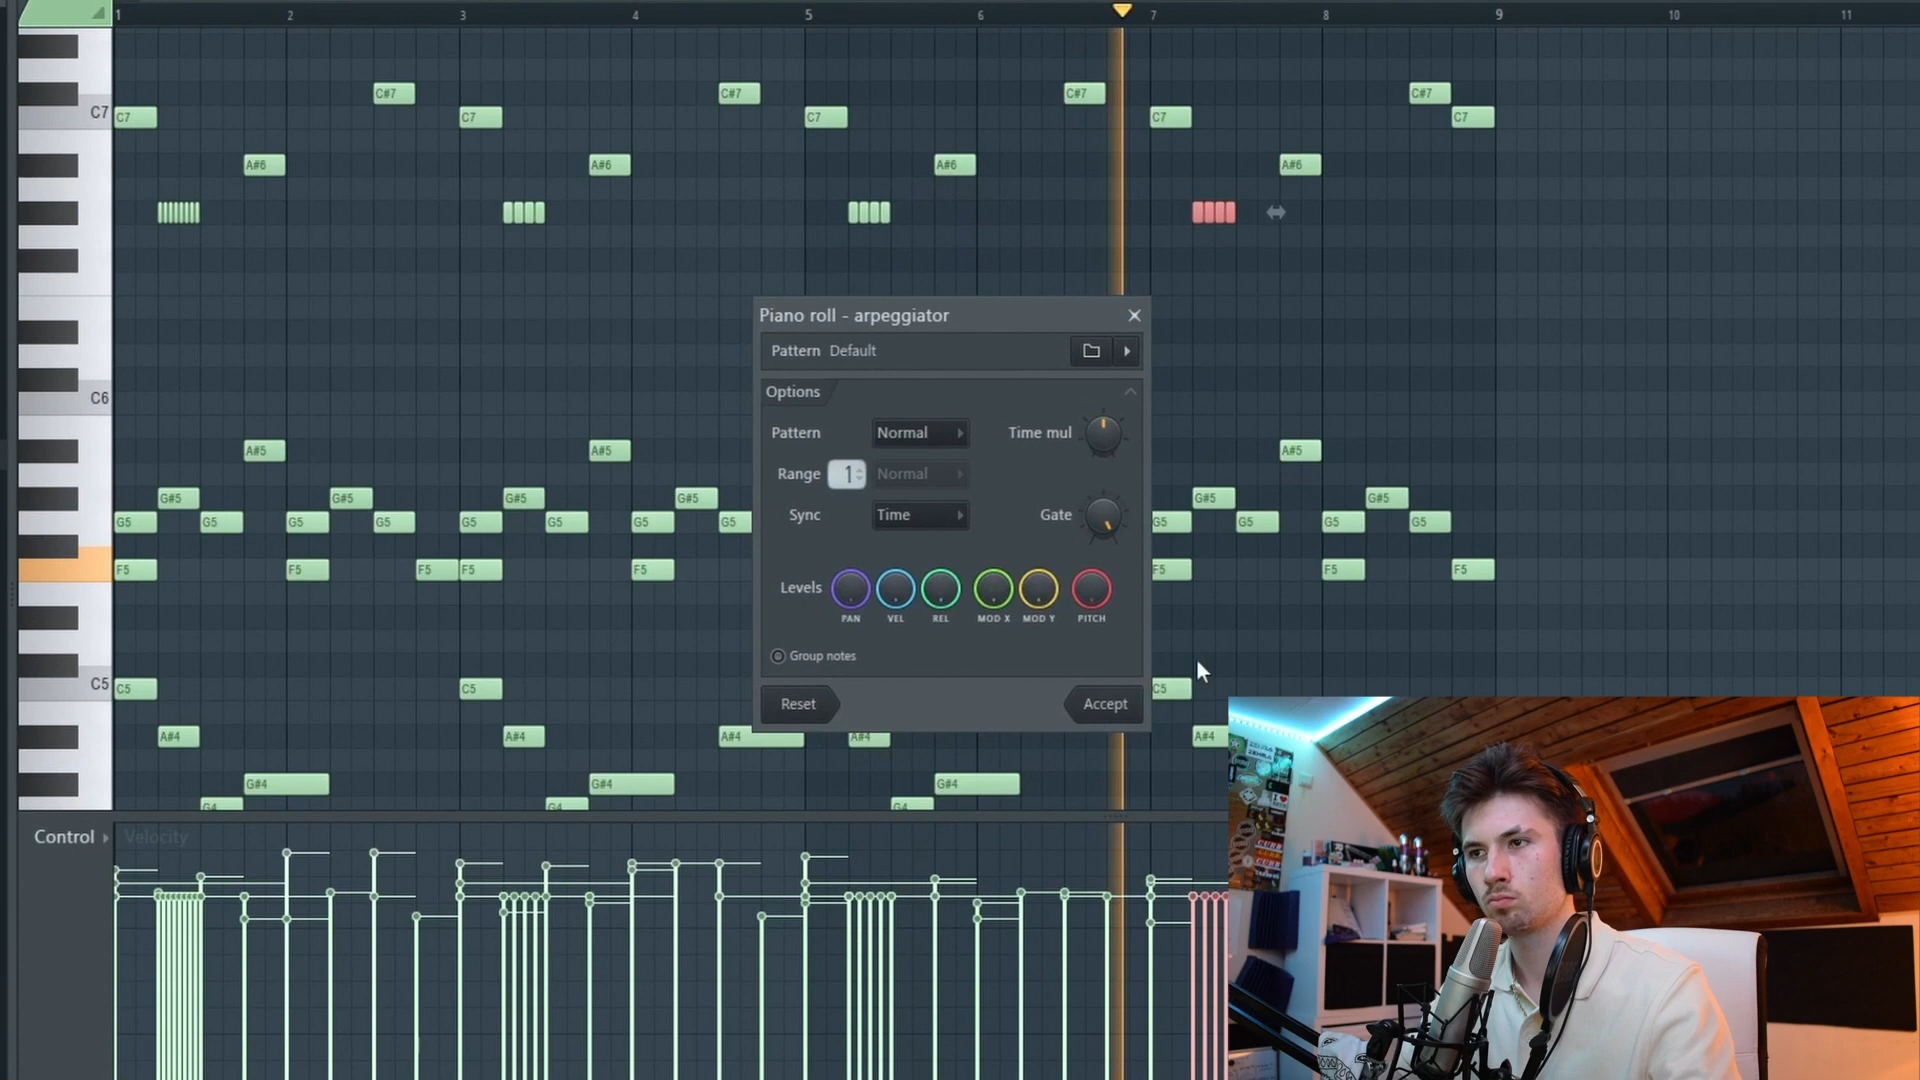 1 2 3 4 5 6 7 8 9 10 11
C#7 C#7 C#7 C#7
C7 C7 C7 C7 C7 C7
A#6 A#6 A#6 A#6
Piano roll - arpeggiator
Pattern Default
Options
C6
Pattern Normal Time mul
A#5 A#5 A#5
Range 1 Normal
G#5 G#5 G#5 G#5 G#5 G#5
Sync Time Gate
G5 G5 G5 G5 G5 G5 G5 G5 G5 G5 G5 G5 G5
F5 F5 F5 F5 F5 F5 F5 F5
Levels
PAN VEL REL MOD X MOD Y PITCH
Group notes
C5 C5 C5 C5
Reset Accept
A#4 A#4 A#4 A#4 A#4
G#4 G#4 G#4
G4 G4 G4
Control Velocity